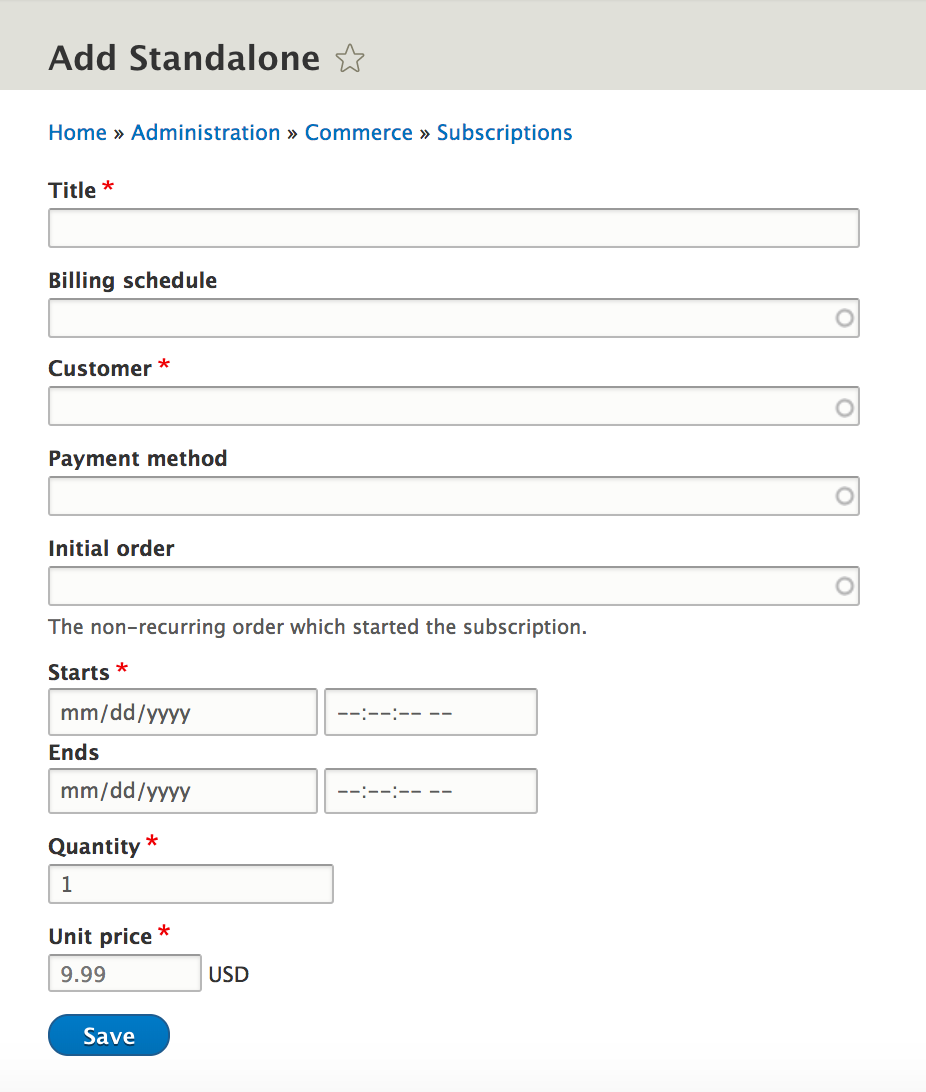 Add Standalone
Home » Administration » Commerce » Subscriptions
Title *
Billing schedule
Customer *
Payment method
Initial order
The non-recurring order which started the subscription.
Starts *
mm/dd/yyyy --:--:-- --
Ends
mm/dd/yyyy --:--:-- --
Quantity *
1
Unit price *
9.99 USD
Save